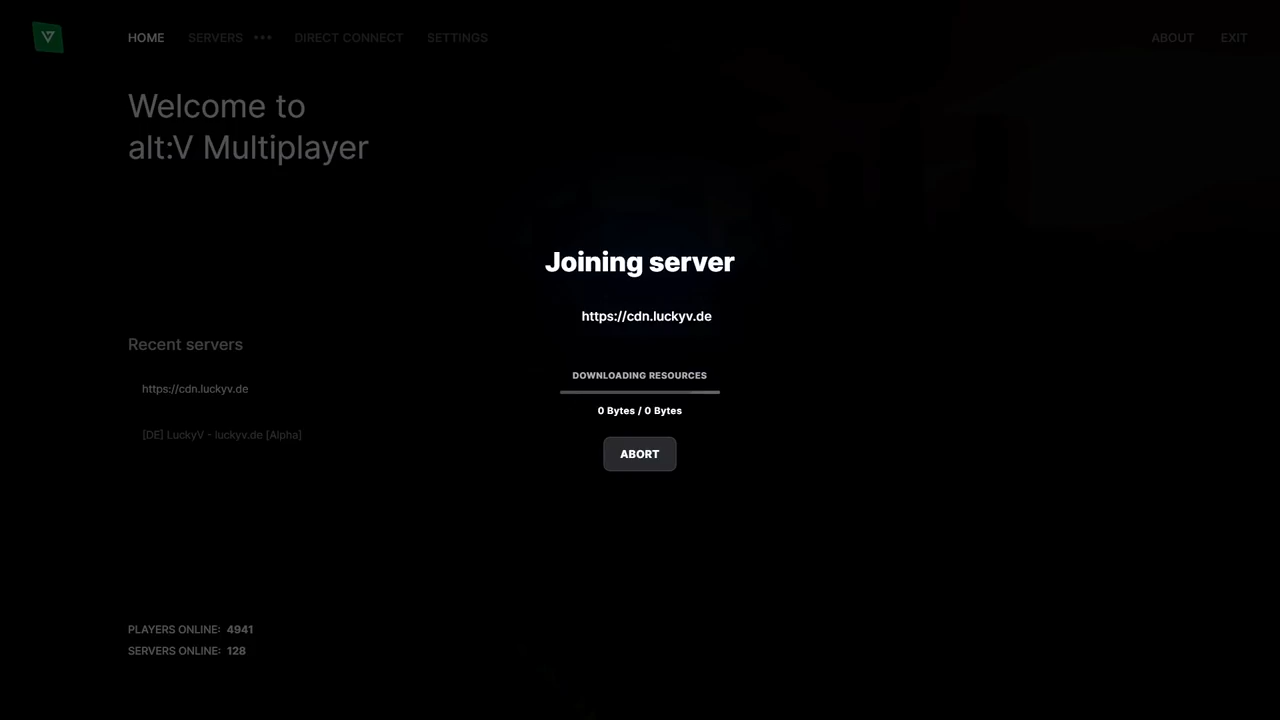 HOME SERVERS ••• DIRECT CONNECT SETTINGS ABOUT EXIT
Welcome to
alt:V Multiplayer
Joining server
https://cdn.luckyv.de
Recent servers
https://cdn.luckyv.de
[DE] LuckyV - luckyv.de [Alpha]
DOWNLOADING RESOURCES
0 Bytes / 0 Bytes
ABORT
PLAYERS ONLINE: 4941
SERVERS ONLINE: 128